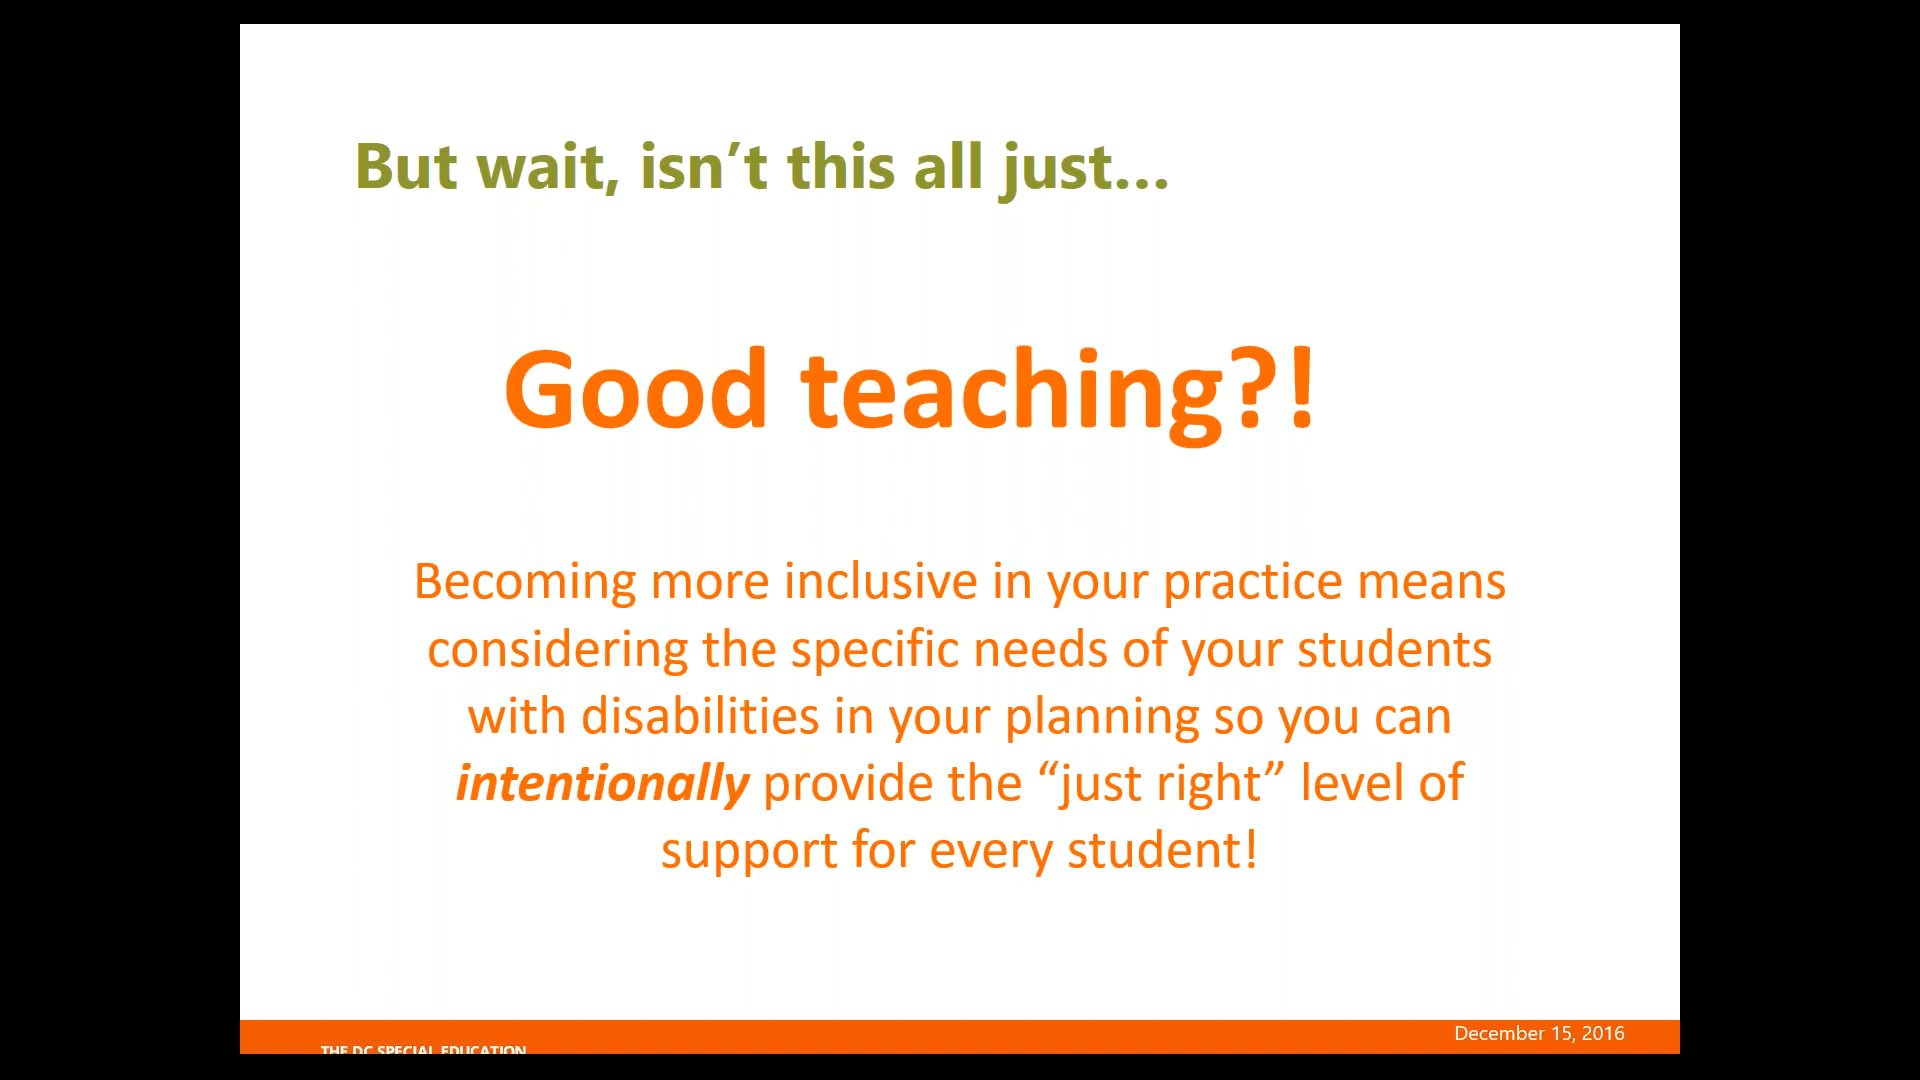 But wait, isn’t this all just…
Good teaching?!
Becoming more inclusive in your practice means
considering the specific needs of your students
with disabilities in your planning so you can
intentionally provide the “just right” level of
support for every student!
December 15, 2016
THE DC SPECIAL EDUCATION